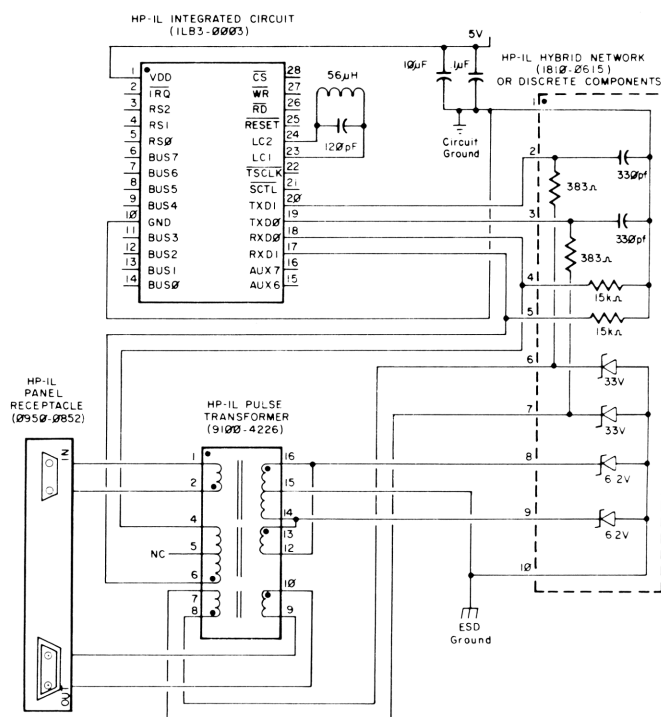 HP-IL INTEGRATED CIRCUIT
(1LB3-0003)
5V
10µF
.1µF
Circuit
Ground
HP-IL HYBRID NETWORK
(1810-0615)
OR DISCRETE COMPONENTS
1 VDD
2 IRQ
3 RS2
4 RS1
5 RSØ
6 BUS7
7 BUS6
8 BUS5
9 BUS4
10 GND
11 BUS3
12 BUS2
13 BUS1
14 BUSØ
CS 28
WR 27
RD 26
RESET 25
LC2 24
LC1 23
TSCLK 22
SCTL 21
TXD1 20
TXDØ 19
RXDØ 18
RXD1 17
AUX7 16
AUX6 15
56µH
120pF
1
2
330pf
383Ω
3
330pf
383Ω
4
15kΩ
5
15kΩ
6
33V
7
33V
8
6.2V
9
6.2V
10
ESD
Ground
HP-IL
PANEL
RECEPTACLE
(0950-0852)
IN
OUT
HP-IL PULSE
TRANSFORMER
(9100-4226)
1
2
4
NC 5
6
7
8
16
15
14
13
12
10
9